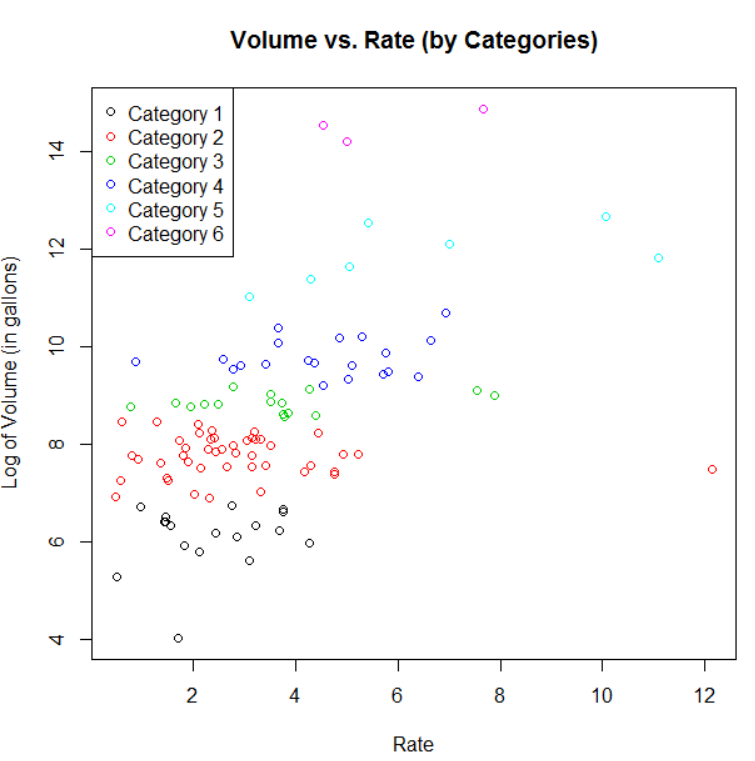 Volume vs. Rate (by Categories)
Category 1
Category 2
Category 3
Category 4
Category 5
Category 6
Log of Volume (in gallons)
14
12
10
8
6
4
2 4 6 8 10 12
Rate